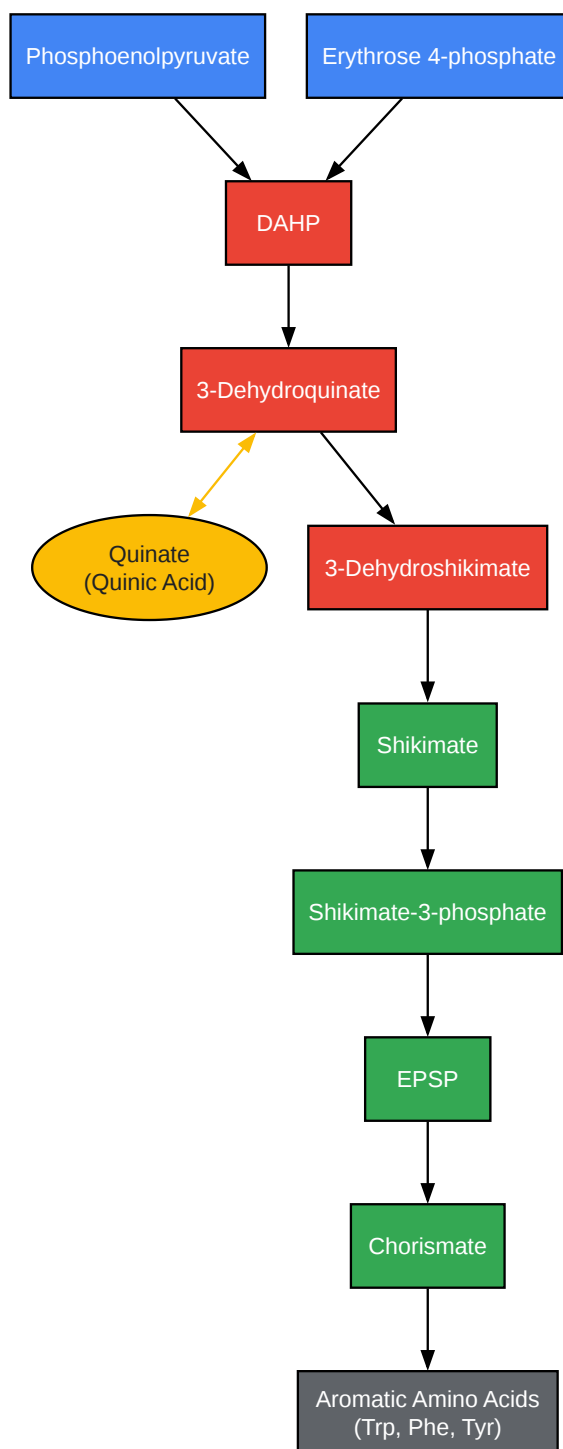 Phosphoenolpyruvate
Erythrose 4-phosphate
DAHP
3-Dehydroquinate
Quinate
(Quinic Acid)
3-Dehydroshikimate
Shikimate
Shikimate-3-phosphate
EPSP
Chorismate
Aromatic Amino Acids
(Trp, Phe, Tyr)